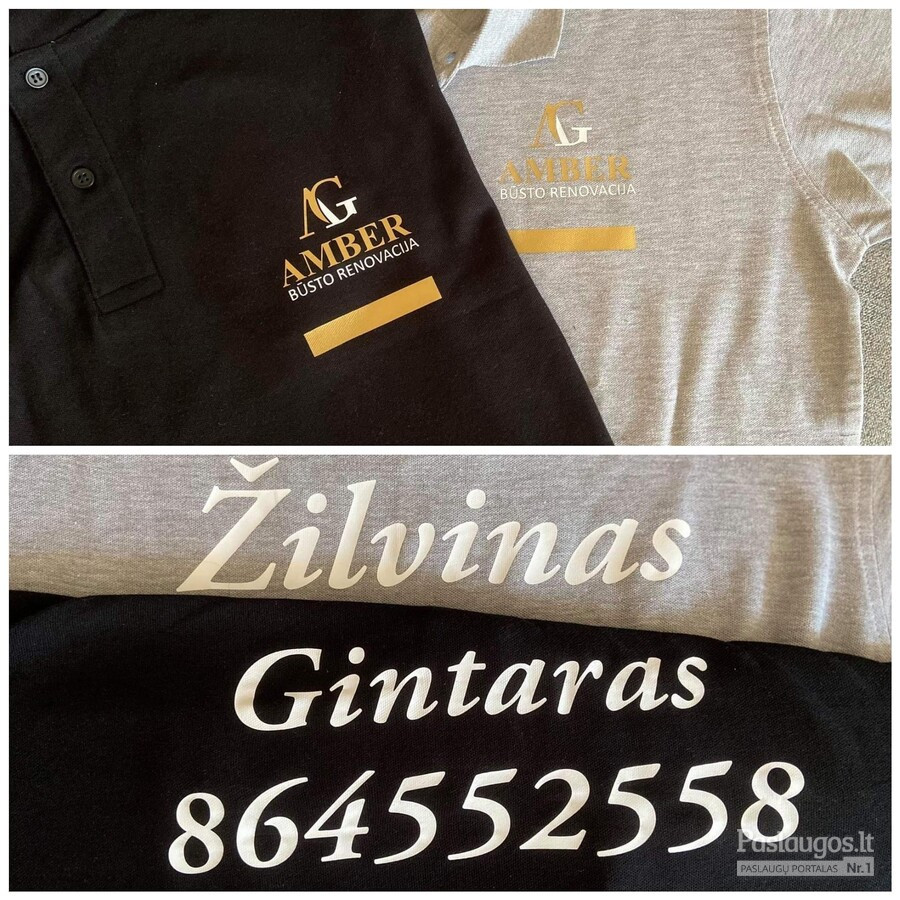 AG
AMBER
BŪSTO RENOVACIJA
AG
AMBER
BŪSTO RENOVACIJA
Žilvinas
Gintaras
864552558
Paslaugos.lt
PASLAUGŲ PORTALAS Nr.1